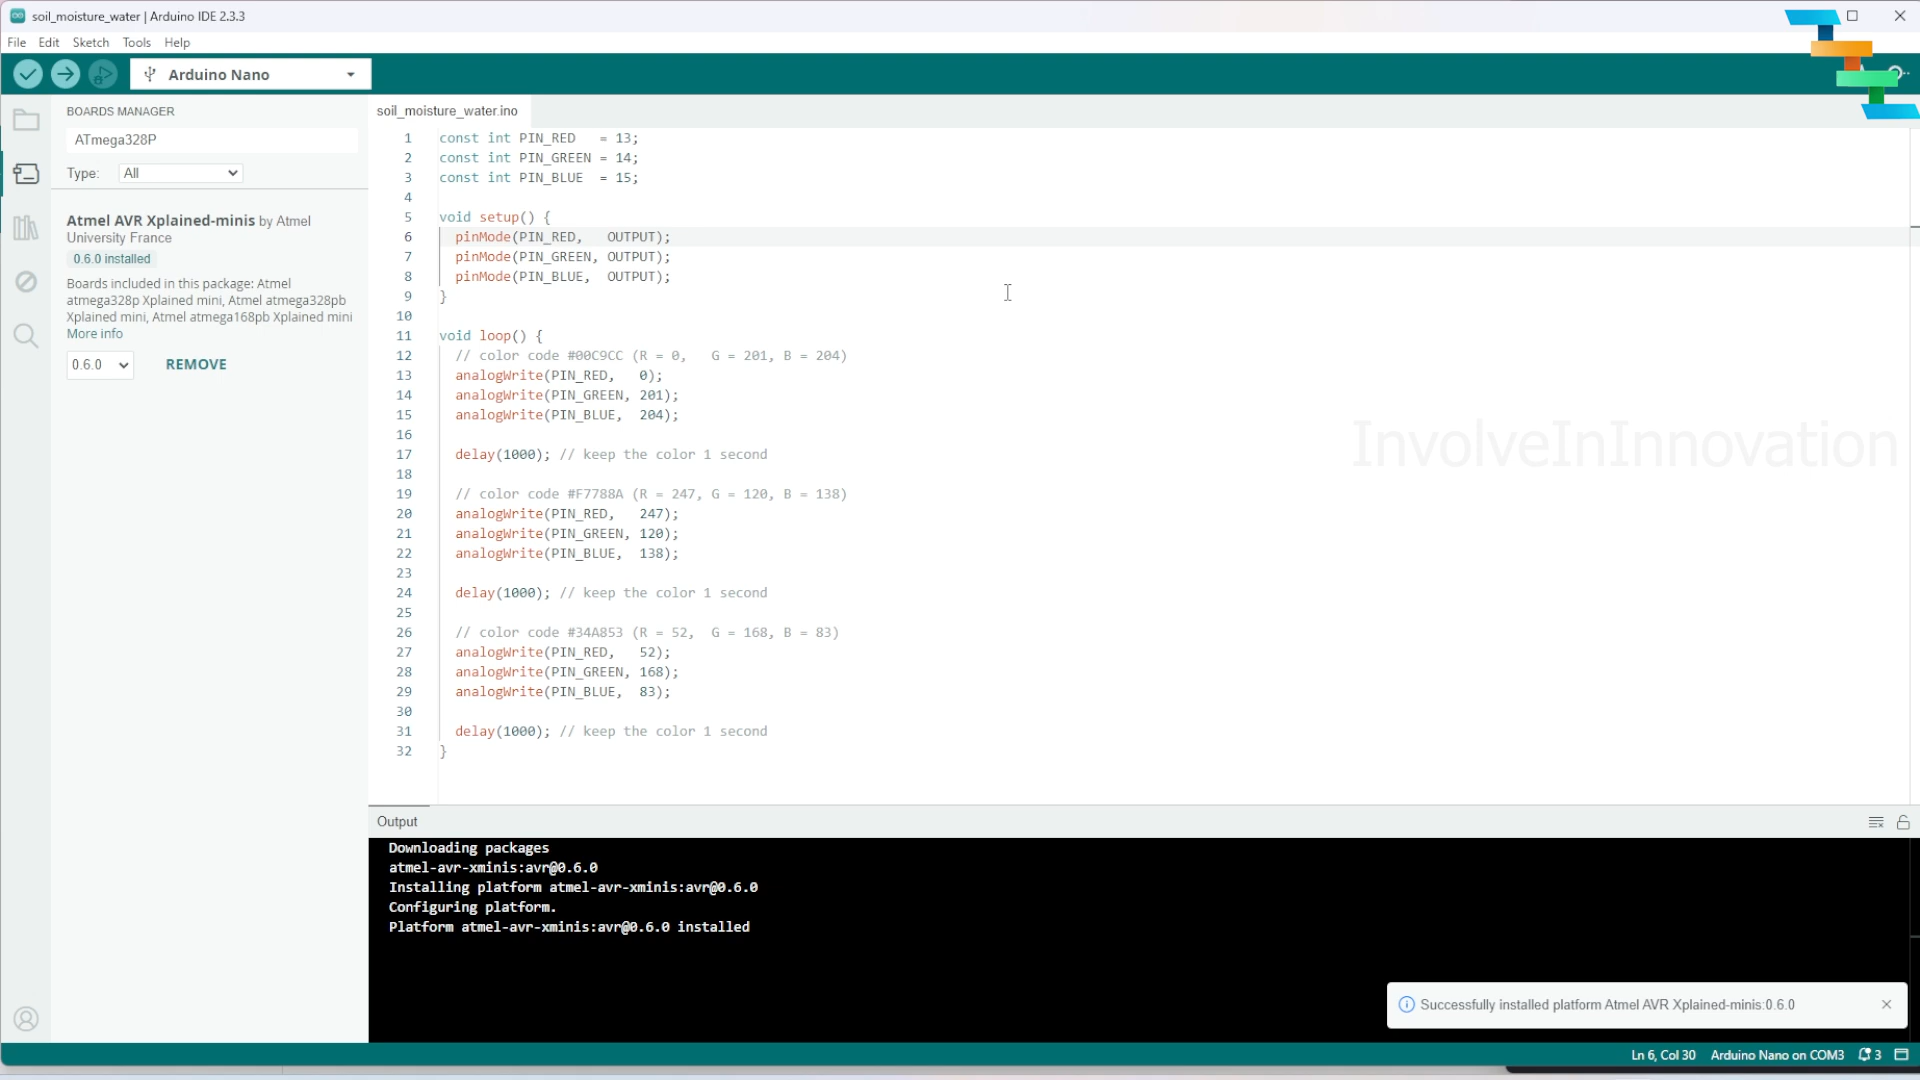 soil_moisture_water | Arduino IDE 2.3.3
File Edit Sketch Tools Help
Arduino Nano
BOARDS MANAGER
ATmega328P
Type: All
Atmel AVR Xplained-minis by Atmel
University France
0.6.0 installed
Boards included in this package: Atmel
atmega328p Xplained mini, Atmel atmega328pb
Xplained mini, Atmel atmega168pb Xplained mini
More info
0.6.0 REMOVE
soil_moisture_water.ino
1 const int PIN_RED   = 13;
2 const int PIN_GREEN = 14;
3 const int PIN_BLUE  = 15;
4
5 void setup() {
6   pinMode(PIN_RED,   OUTPUT);
7   pinMode(PIN_GREEN, OUTPUT);
8   pinMode(PIN_BLUE,  OUTPUT);
9 }
10
11 void loop() {
12   // color code #00C9CC (R = 0,   G = 201, B = 204)
13   analogWrite(PIN_RED,   0);
14   analogWrite(PIN_GREEN, 201);
15   analogWrite(PIN_BLUE,  204);
16
17   delay(1000); // keep the color 1 second
18
19   // color code #F7788A (R = 247, G = 120, B = 138)
20   analogWrite(PIN_RED,   247);
21   analogWrite(PIN_GREEN, 120);
22   analogWrite(PIN_BLUE,  138);
23
24   delay(1000); // keep the color 1 second
25
26   // color code #34A853 (R = 52,  G = 168, B = 83)
27   analogWrite(PIN_RED,   52);
28   analogWrite(PIN_GREEN, 168);
29   analogWrite(PIN_BLUE,  83);
30
31   delay(1000); // keep the color 1 second
32 }
InvolveInInnovation
Output
Downloading packages
atmel-avr-xminis:avr@0.6.0
Installing platform atmel-avr-xminis:avr@0.6.0
Configuring platform.
Platform atmel-avr-xminis:avr@0.6.0 installed
Successfully installed platform Atmel AVR Xplained-minis:0.6.0
Ln 6, Col 30 Arduino Nano on COM3 3